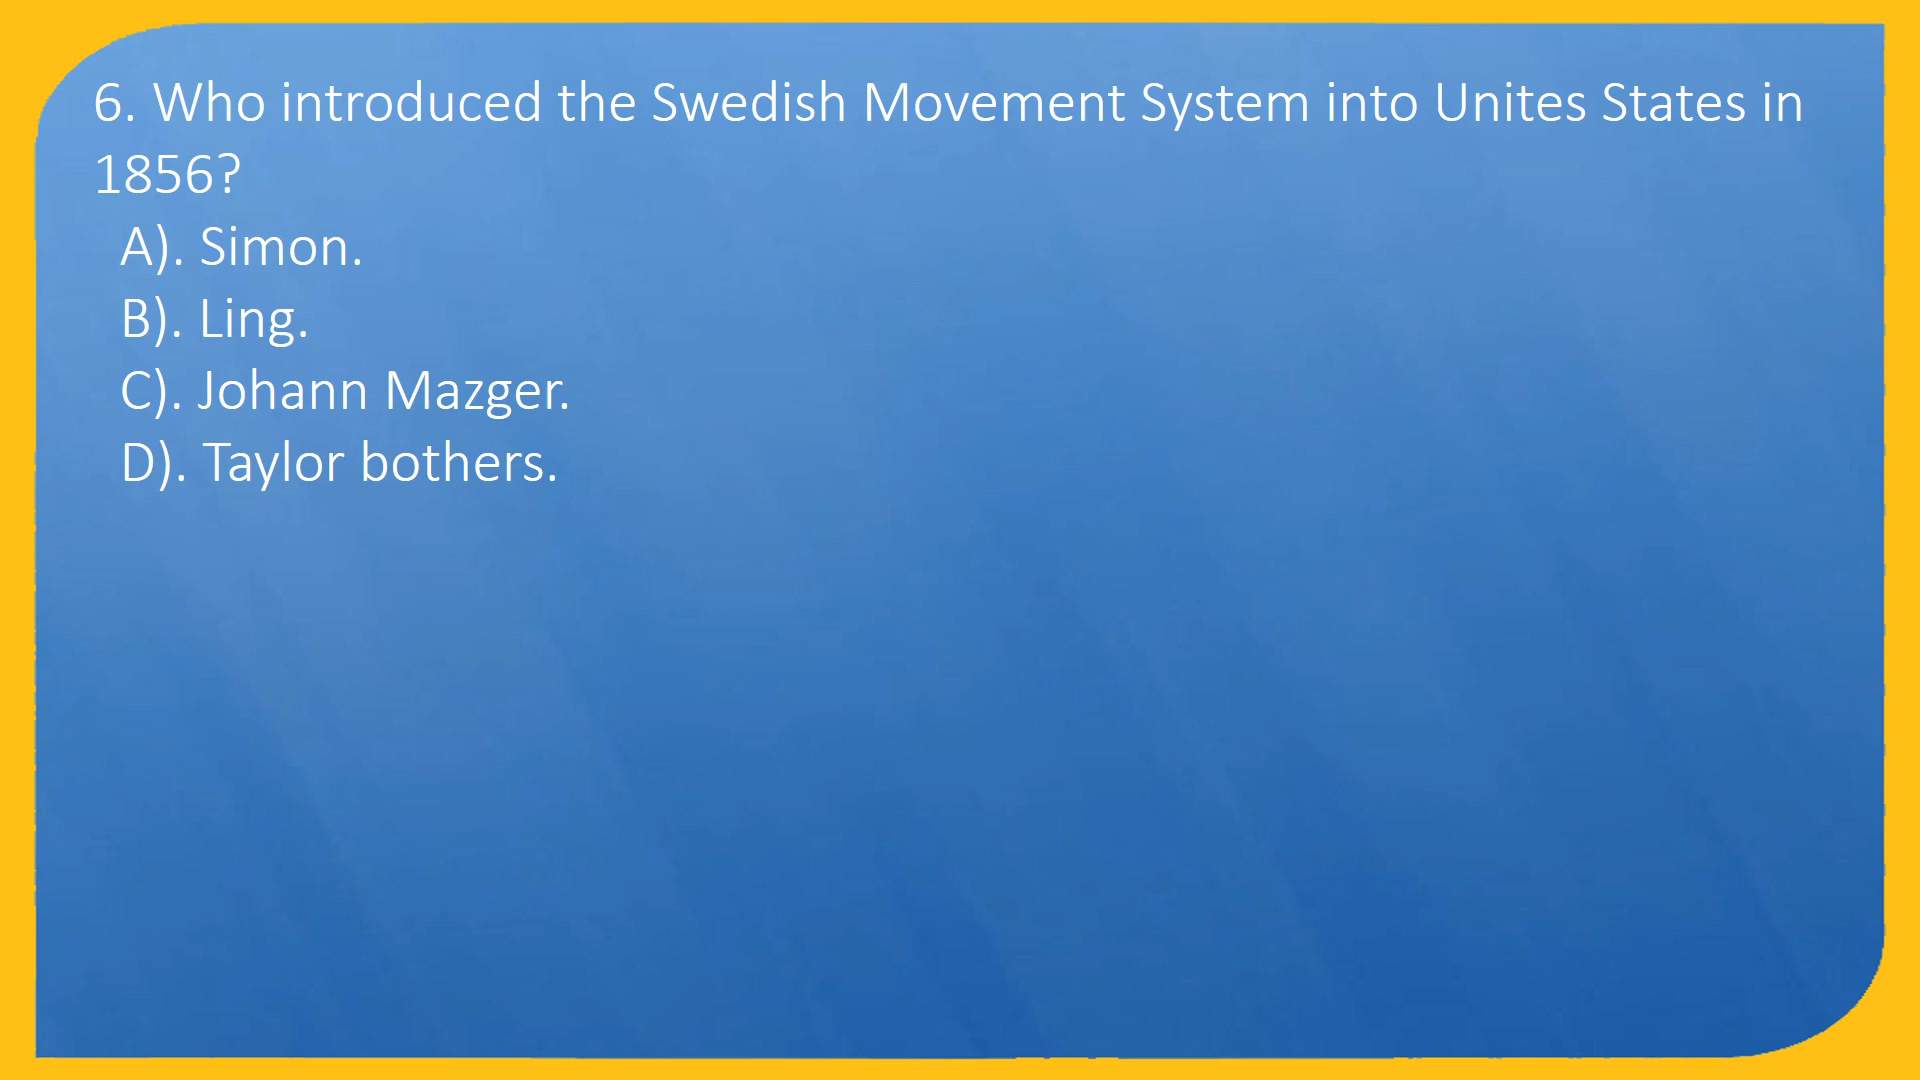 6. Who introduced the Swedish Movement System into Unites States in
1856?
A). Simon.
B). Ling.
C). Johann Mazger.
D). Taylor bothers.